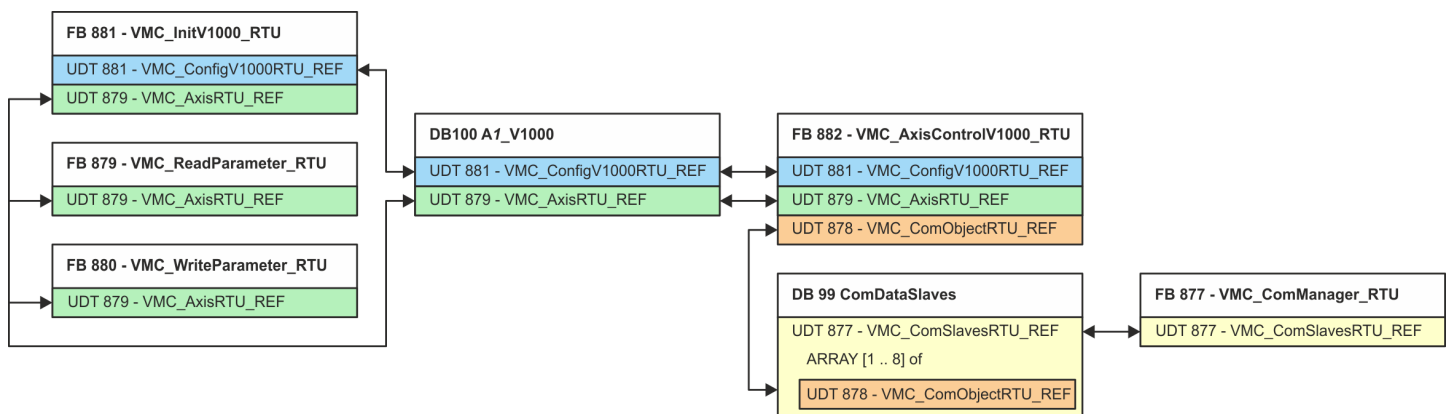 FB 881 - VMC_InitV1000_RTU
UDT 881 - VMC_ConfigV1000RTU_REF
UDT 879 - VMC_AxisRTU_REF
FB 879 - VMC_ReadParameter_RTU
UDT 879 - VMC_AxisRTU_REF
FB 880 - VMC_WriteParameter_RTU
UDT 879 - VMC_AxisRTU_REF
DB100 A1_V1000
UDT 881 - VMC_ConfigV1000RTU_REF
UDT 879 - VMC_AxisRTU_REF
FB 882 - VMC_AxisControlV1000_RTU
UDT 881 - VMC_ConfigV1000RTU_REF
UDT 879 - VMC_AxisRTU_REF
UDT 878 - VMC_ComObjectRTU_REF
DB 99 ComDataSlaves
UDT 877 - VMC_ComSlavesRTU_REF
ARRAY [1 .. 8] of
UDT 878 - VMC_ComObjectRTU_REF
FB 877 - VMC_ComManager_RTU
UDT 877 - VMC_ComSlavesRTU_REF